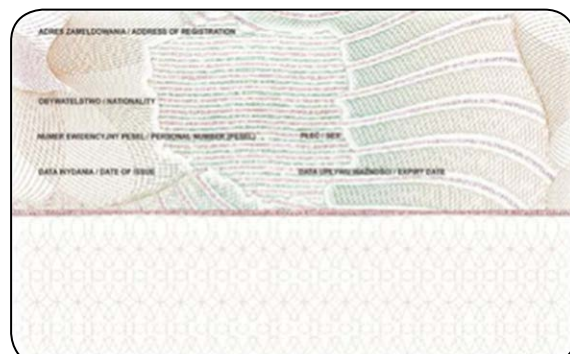 ADRES ZAMELDOWANIA / ADDRESS OF REGISTRATION
OBYWATELSTWO / NATIONALITY
NUMER EWIDENCYJNY PESEL / PERSONAL NUMBER (PESEL) PŁEĆ / SEX
DATA WYDANIA / DATE OF ISSUE DATA UPŁYWU WAŻNOŚCI / EXPIRY DATE